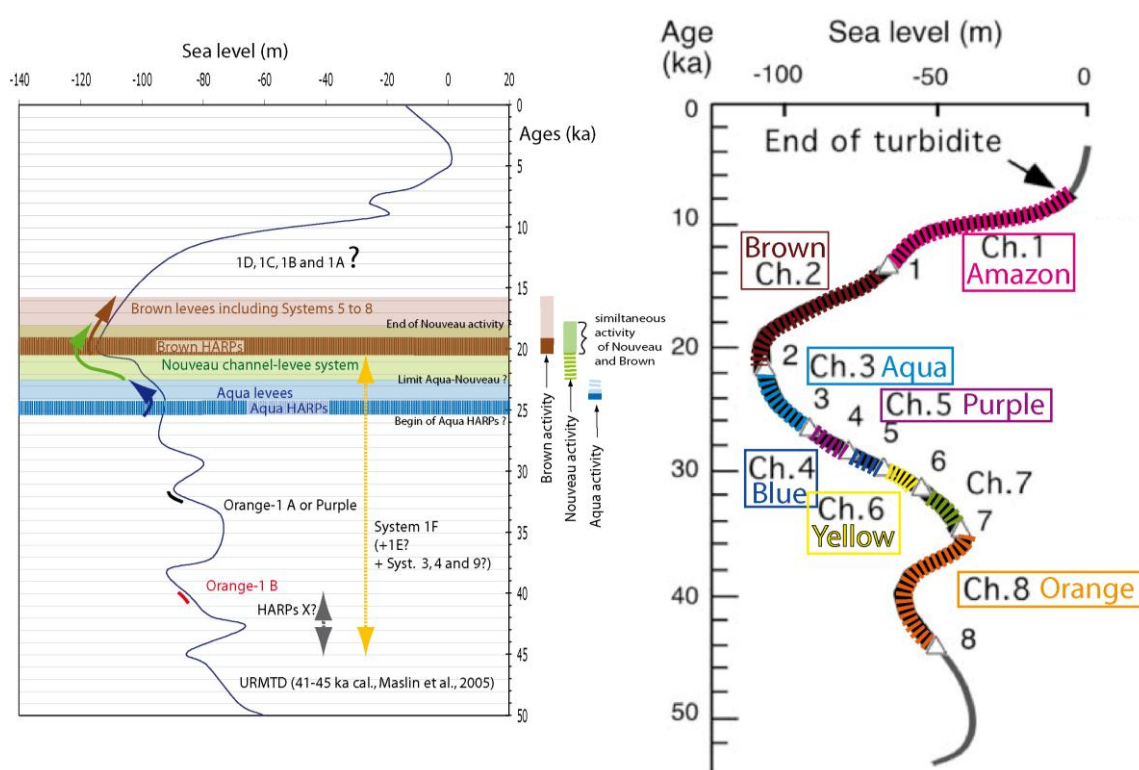 Sea level (m)
-140 -120 -100 -80 -60 -40 -20 0 20
0
Ages (ka)
5
10
1D, 1C, 1B and 1A ?
15
Brown levees including Systems 5 to 8
End of Nouveau activity ?
Brown HARPs
20
Nouveau channel-levee system
Limit Aqua-Nouveau ?
Aqua levees
Aqua HARPs
25
Begin of Aqua HARPs ?
30
Orange-1 A or Purple
35
System 1F
(+1E?
+ Syst. 3, 4 and 9?)
Orange-1 B
40
HARPs X?
45
URMTD (41-45 ka cal., Maslin et al., 2005)
50
similtaneous
activity
of Nouveau
and Brown
Brown activity
Nouveau activity
Aqua activity
Age
(ka)
Sea level (m)
-100 -50 0
0
End of turbidite
10
Brown
Ch.2
1
Ch.1
Amazon
20
2
Ch.3 Aqua
3
Ch.5 Purple
4
5
30
Ch.4
Blue
6
Ch.6
Yellow
Ch.7
7
40
Ch.8 Orange
8
50